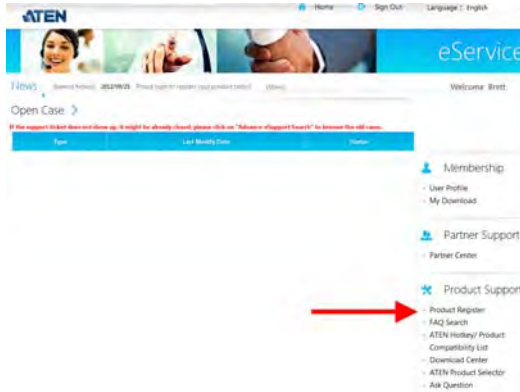 ATEN
Home
Sign Out
Language : English
eService
News
2012/09/21
Welcome Brett
Open Case
If the support ticket does not show up, it might be already closed, please click on "Advance eSupport Search" to browse the old cases.
Type
Last Modify Date
Status
Membership
User Profile
My Download
Partner Support
Partner Center
Product Support
Product Register
FAQ Search
ATEN Hotkey/ Product
Compatibility List
Download Center
ATEN Product Selector
Ask Question